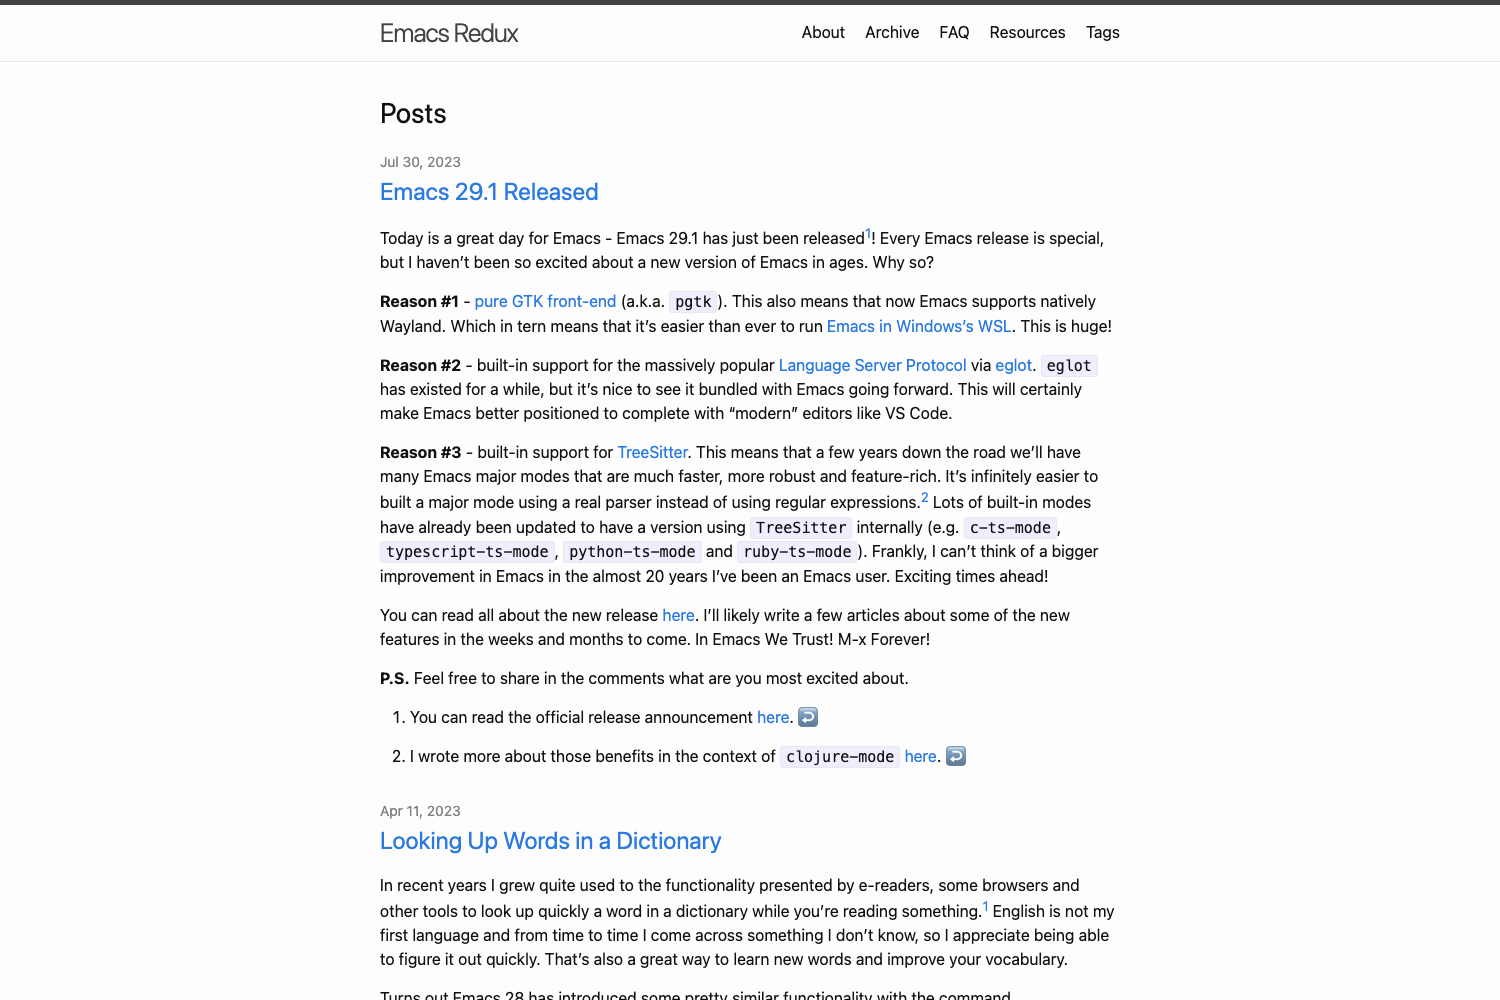 Emacs Redux
About Archive FAQ Resources Tags
Posts
Jul 30, 2023
Emacs 29.1 Released
Today is a great day for Emacs - Emacs 29.1 has just been released1! Every Emacs release is special,
but I haven’t been so excited about a new version of Emacs in ages. Why so?
Reason #1 - pure GTK front-end (a.k.a. pgtk). This also means that now Emacs supports natively
Wayland. Which in tern means that it’s easier than ever to run Emacs in Windows’s WSL. This is huge!
Reason #2 - built-in support for the massively popular Language Server Protocol via eglot. eglot
has existed for a while, but it’s nice to see it bundled with Emacs going forward. This will certainly
make Emacs better positioned to complete with “modern” editors like VS Code.
Reason #3 - built-in support for TreeSitter. This means that a few years down the road we’ll have
many Emacs major modes that are much faster, more robust and feature-rich. It’s infinitely easier to
built a major mode using a real parser instead of using regular expressions.2 Lots of built-in modes
have already been updated to have a version using TreeSitter internally (e.g. c-ts-mode,
typescript-ts-mode, python-ts-mode and ruby-ts-mode). Frankly, I can’t think of a bigger
improvement in Emacs in the almost 20 years I’ve been an Emacs user. Exciting times ahead!
You can read all about the new release here. I’ll likely write a few articles about some of the new
features in the weeks and months to come. In Emacs We Trust! M-x Forever!
P.S. Feel free to share in the comments what are you most excited about.
1. You can read the official release announcement here. ↩
2. I wrote more about those benefits in the context of clojure-mode here. ↩
Apr 11, 2023
Looking Up Words in a Dictionary
In recent years I grew quite used to the functionality presented by e-readers, some browsers and
other tools to look up quickly a word in a dictionary while you’re reading something.1 English is not my
first language and from time to time I come across something I don’t know, so I appreciate being able
to figure it out quickly. That’s also a great way to learn new words and improve your vocabulary.
Turns out Emacs 28 has introduced some pretty similar functionality with the command